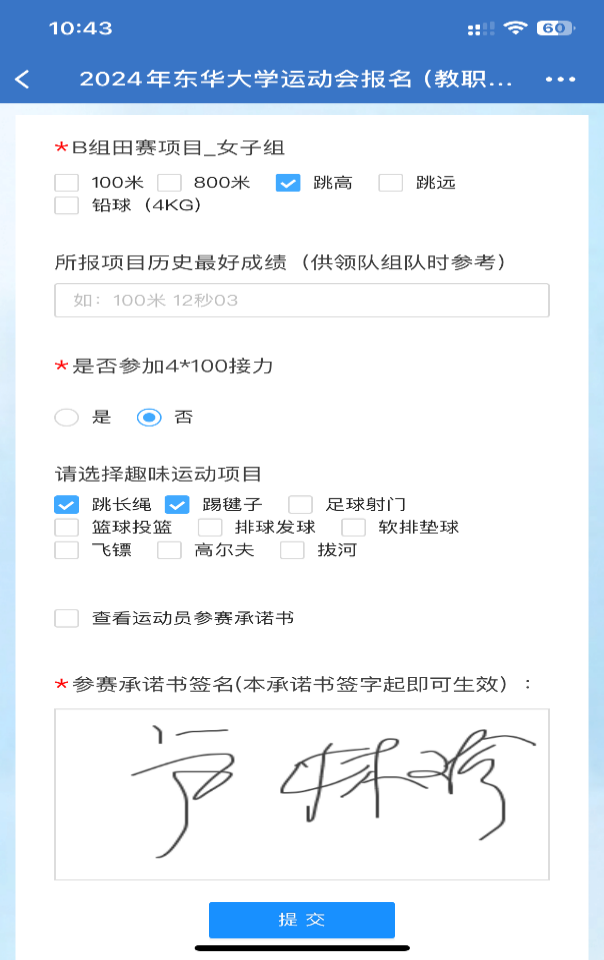 10:43
60
2024年东华大学运动会报名（教职...
*B组田赛项目_女子组
100米 800米 跳高 跳远
铅球（4KG）
所报项目历史最好成绩（供领队组队时参考）
如：100米 12秒03
*是否参加4*100接力
是 否
请选择趣味运动项目
跳长绳 踢毽子 足球射门
篮球投篮 排球发球 软排垫球
飞镖 高尔夫 拔河
查看运动员参赛承诺书
*参赛承诺书签名(本承诺书签字起即可生效）：
提 交